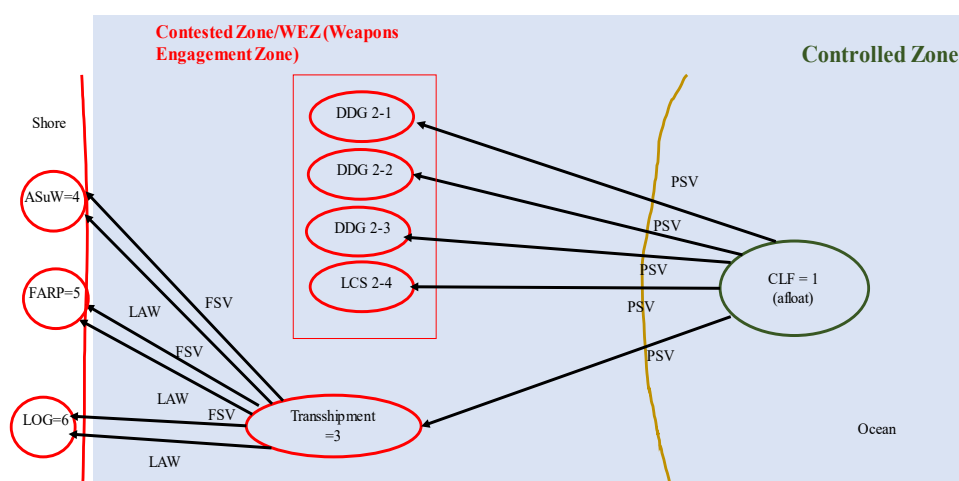 Contested Zone/WEZ (Weapons
Engagement Zone)
Controlled Zone
Shore
DDG 2-1
DDG 2-2
DDG 2-3
LCS 2-4
PSV
PSV
PSV
PSV
PSV
CLF = 1
(afloat)
ASuW=4
FARP=5
LOG=6
FSV
LAW
FSV
LAW
FSV
LAW
Transshipment
=3
Ocean